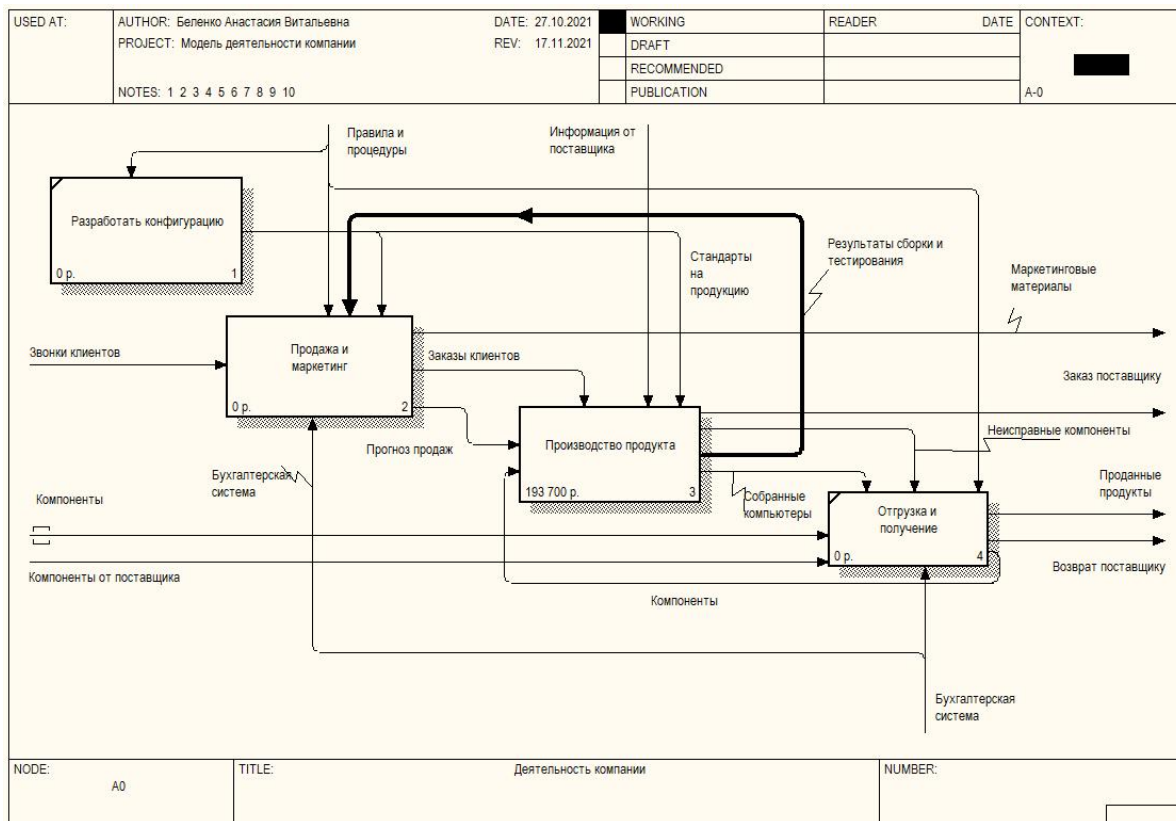 USED AT:
AUTHOR: Беленко Анастасия Витальевна
DATE: 27.10.2021
PROJECT: Модель деятельности компании
REV: 17.11.2021
NOTES: 1 2 3 4 5 6 7 8 9 10
WORKING
DRAFT
RECOMMENDED
PUBLICATION
READER
DATE
CONTEXT:
A-0
Правила и
процедуры
Информация от
поставщика
Разработать конфигурацию
0 р.
1
Результаты сборки и
тестирования
Стандарты
на
продукцию
Маркетинговые
материалы
Звонки клиентов
Продажа и
маркетинг
0 р.
2
Заказы клиентов
Заказ поставщику
Прогноз продаж
Производство продукта
193 700 р.
3
Неисправные компоненты
Бухгалтерская
система
Компоненты
Собранные
компьютеры
Проданные
продукты
Отгрузка и
получение
0 р.
4
Компоненты от поставщика
Возврат поставщику
Компоненты
Бухгалтерская
система
NODE:
A0
TITLE:
Деятельность компании
NUMBER: